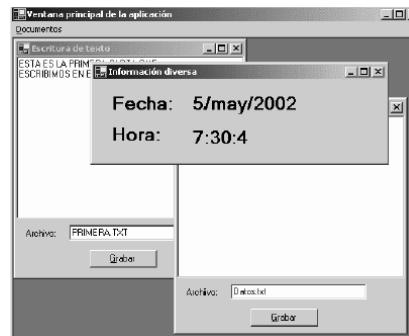 Ventana principal de la aplicación
Documentos
Escritura de texto
ESTA ES LA
ESCRIBIMOS EN
Información diversa
Fecha: 5/may/2002
Hora: 7:30:4
Archivo: PRIMERA.TXT
Grabar
Archivo: Datos.txt
Grabar